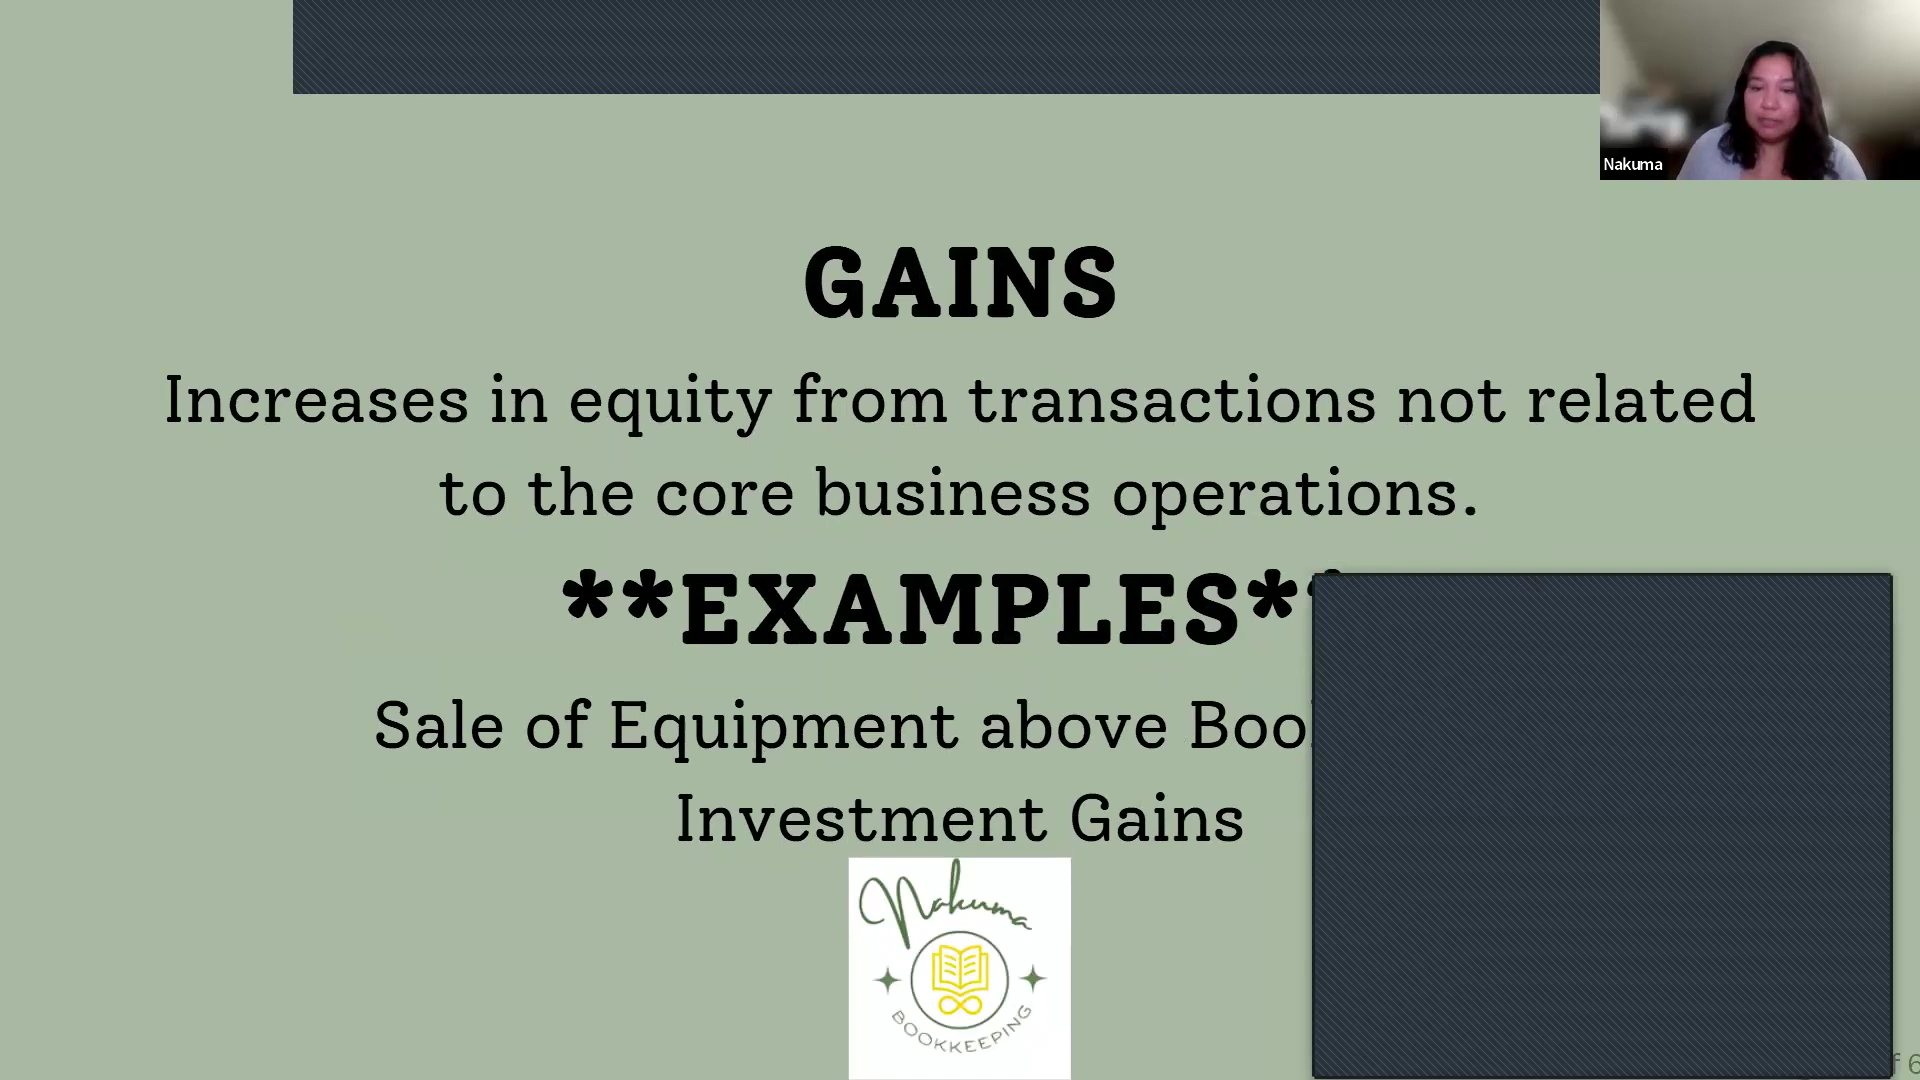 Nakuma
GAINS
Increases in equity from transactions not related
to the core business operations.
**EXAMPLES*
Sale of Equipment above
Investment Gains
Nakuma
BOOKKEEPING